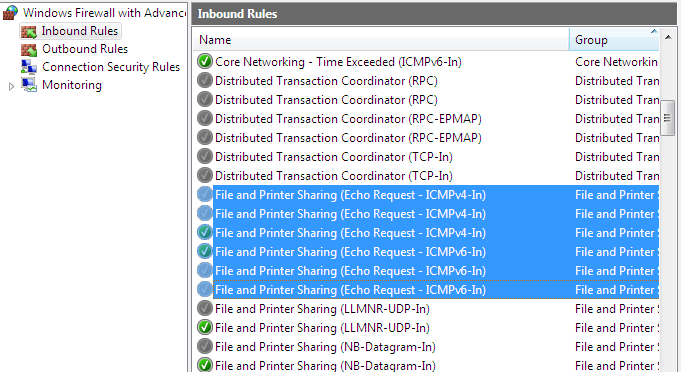 Windows Firewall with Advance
Inbound Rules
Outbound Rules
Connection Security Rules
Monitoring
Inbound Rules
Name Group
Core Networking - Time Exceeded (ICMPv6-In) Core Networkin
Distributed Transaction Coordinator (RPC) Distributed Tran
Distributed Transaction Coordinator (RPC) Distributed Tran
Distributed Transaction Coordinator (RPC-EPMAP) Distributed Tran
Distributed Transaction Coordinator (RPC-EPMAP) Distributed Tran
Distributed Transaction Coordinator (TCP-In) Distributed Tran
Distributed Transaction Coordinator (TCP-In) Distributed Tran
File and Printer Sharing (Echo Request - ICMPv4-In) File and Printer S
File and Printer Sharing (Echo Request - ICMPv4-In) File and Printer S
File and Printer Sharing (Echo Request - ICMPv4-In) File and Printer S
File and Printer Sharing (Echo Request - ICMPv6-In) File and Printer S
File and Printer Sharing (Echo Request - ICMPv6-In) File and Printer S
File and Printer Sharing (Echo Request - ICMPv6-In) File and Printer S
File and Printer Sharing (LLMNR-UDP-In) File and Printer S
File and Printer Sharing (LLMNR-UDP-In) File and Printer S
File and Printer Sharing (NB-Datagram-In) File and Printer S
File and Printer Sharing (NB-Datagram-In) File and Printer S